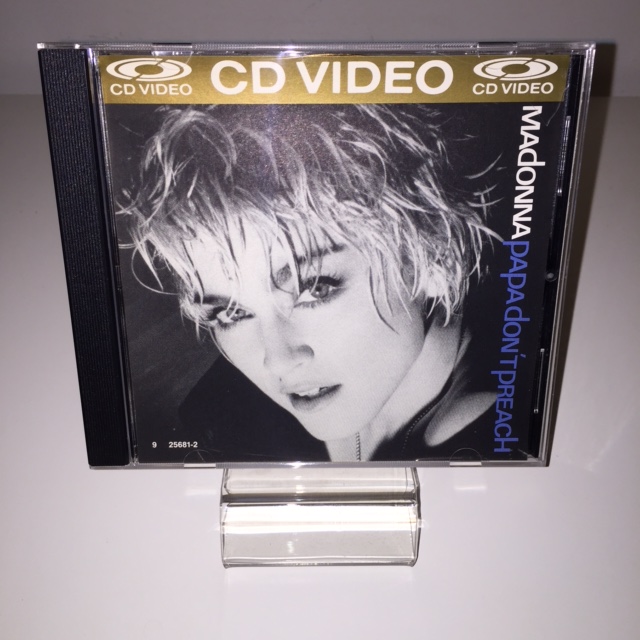 CD VIDEO
CD VIDEO
CD VIDEO
MAdoNNA pApA doN'T pREACH
9 25681-2